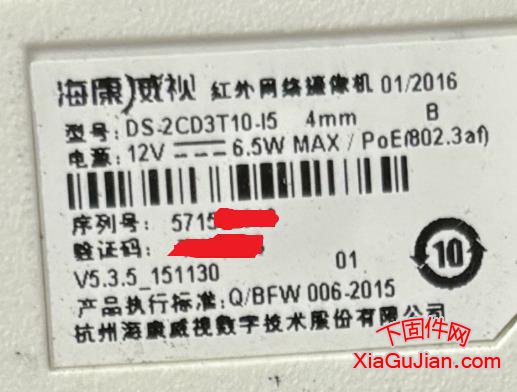 海康威视 红外网络摄像机 01/2016
型号: DS-2CD3T10-I5 4mm B
电源: 12V 6.5W MAX / PoE(802.3af)
序列号: 5715
验证码:
V5.3.5_151130 01
10
产品执行标准: Q/BFW 006-2015
杭州海康威视数字技术股份有限公司
下固件网
XiaGuJian.com